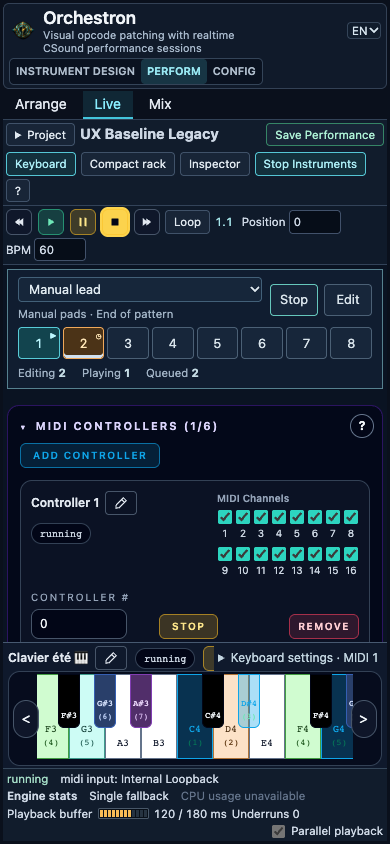 Orchestron
Visual opcode patching with realtime
CSound performance sessions
EN
INSTRUMENT DESIGN PERFORM CONFIG
Arrange Live Mix
▶ Project UX Baseline Legacy Save Performance
Keyboard Compact rack Inspector Stop Instruments
?
Loop 1.1 Position 0
BPM 60
Manual lead Stop Edit
Manual pads · End of pattern
1 2 3 4 5 6 7 8
Editing 2 Playing 1 Queued 2
▼ MIDI CONTROLLERS (1/6) ?
ADD CONTROLLER
Controller 1
MIDI Channels
1 2 3 4 5 6 7 8
running
9 10 11 12 13 14 15 16
CONTROLLER #
0 STOP REMOVE
Clavier été 🎹 running ▶ Keyboard settings · MIDI 1
< >
F#3 G#3 A#3 C#4 D#4 F#4
(6) (7)
F3 G3 A3 B3 C4 D4 E4 F4 G4
(4) (5) (1) (2) (4) (5)
running midi input: Internal Loopback
Engine stats Single fallback CPU usage unavailable
Playback buffer 120 / 180 ms Underruns 0
Parallel playback